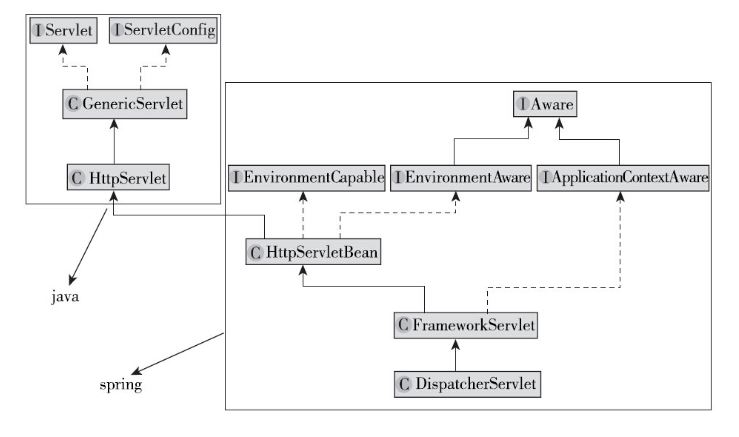 I Servlet
I ServletConfig
C GenericServlet
I Aware
C HttpServlet
I EnvironmentCapable
I EnvironmentAware
I ApplicationContextAware
C HttpServletBean
java
C FrameworkServlet
spring
C DispatcherServlet